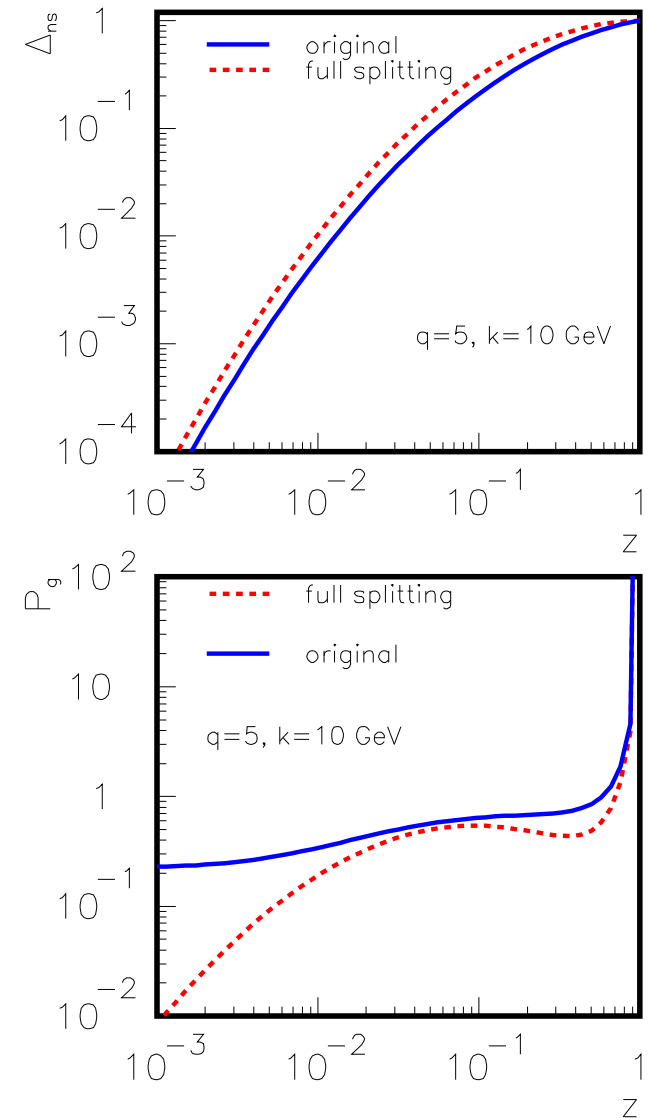 Δns
1
original
full splitting
10^-1
10^-2
10^-3
q=5, k=10 GeV
10^-4
10^-3 10^-2 10^-1 1
z
Pg
10^2
full splitting
original
10
q=5, k=10 GeV
1
10^-1
10^-2
10^-3 10^-2 10^-1 1
z